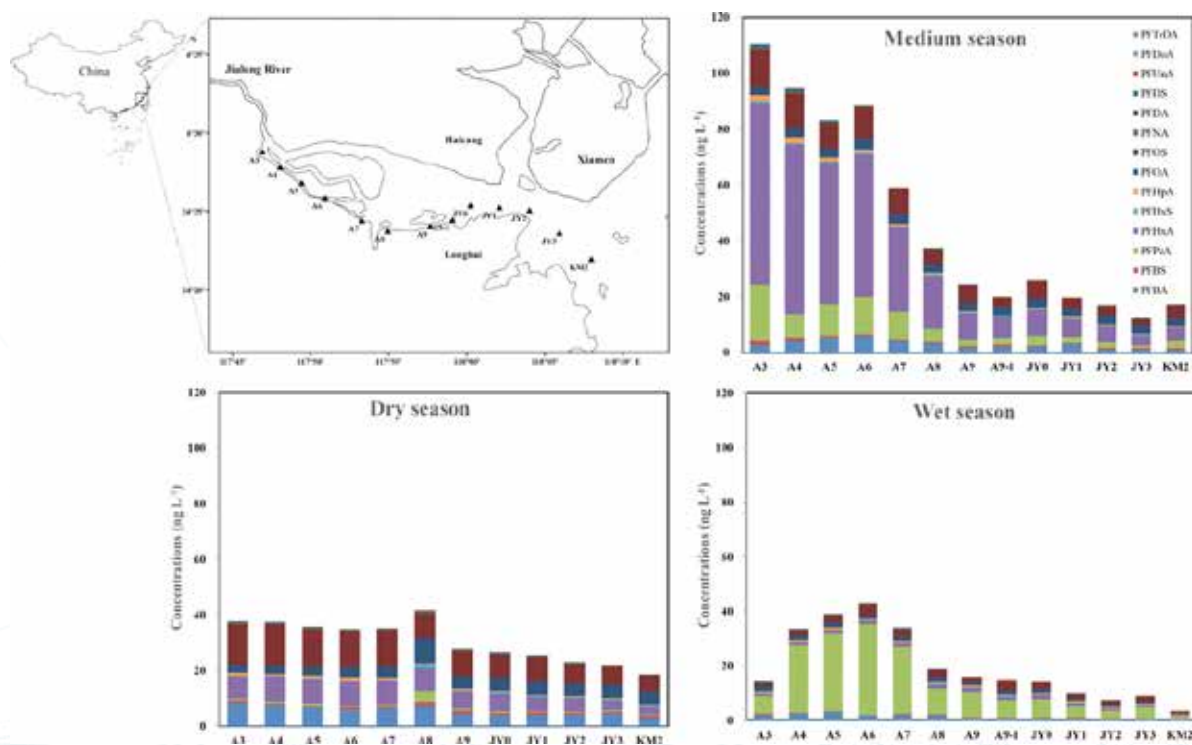 China
N
Jiulong River
Haicang
Xiamen
Longhai
A3
A4
A5
A6
A7
A8
A9
JY0
JY1
JY2
JY3
KM2
117°45'
117°50'
Medium season
Concentrations (ng L⁻¹)
120
100
80
60
40
20
0
A3 A4 A5 A6 A7 A8 A9 A9-1 JY0 JY1 JY2 JY3 KM2
PFTrDA
PFDoA
PFUnA
PFDS
PFDA
PFNA
PFOS
PFOA
PFHpA
PFHxS
PFHxA
PFPeA
PFBS
PFBA
Dry season
Concentrations (ng L⁻¹)
120
100
80
60
40
20
0
A3 A4 A5 A6 A7 A8 A9 JY0 JY1 JY2 JY3 KM2
Wet season
Concentrations (ng L⁻¹)
120
100
80
60
40
20
0
A3 A4 A5 A6 A7 A8 A9 A9-1 JY0 JY1 JY2 JY3 KM2